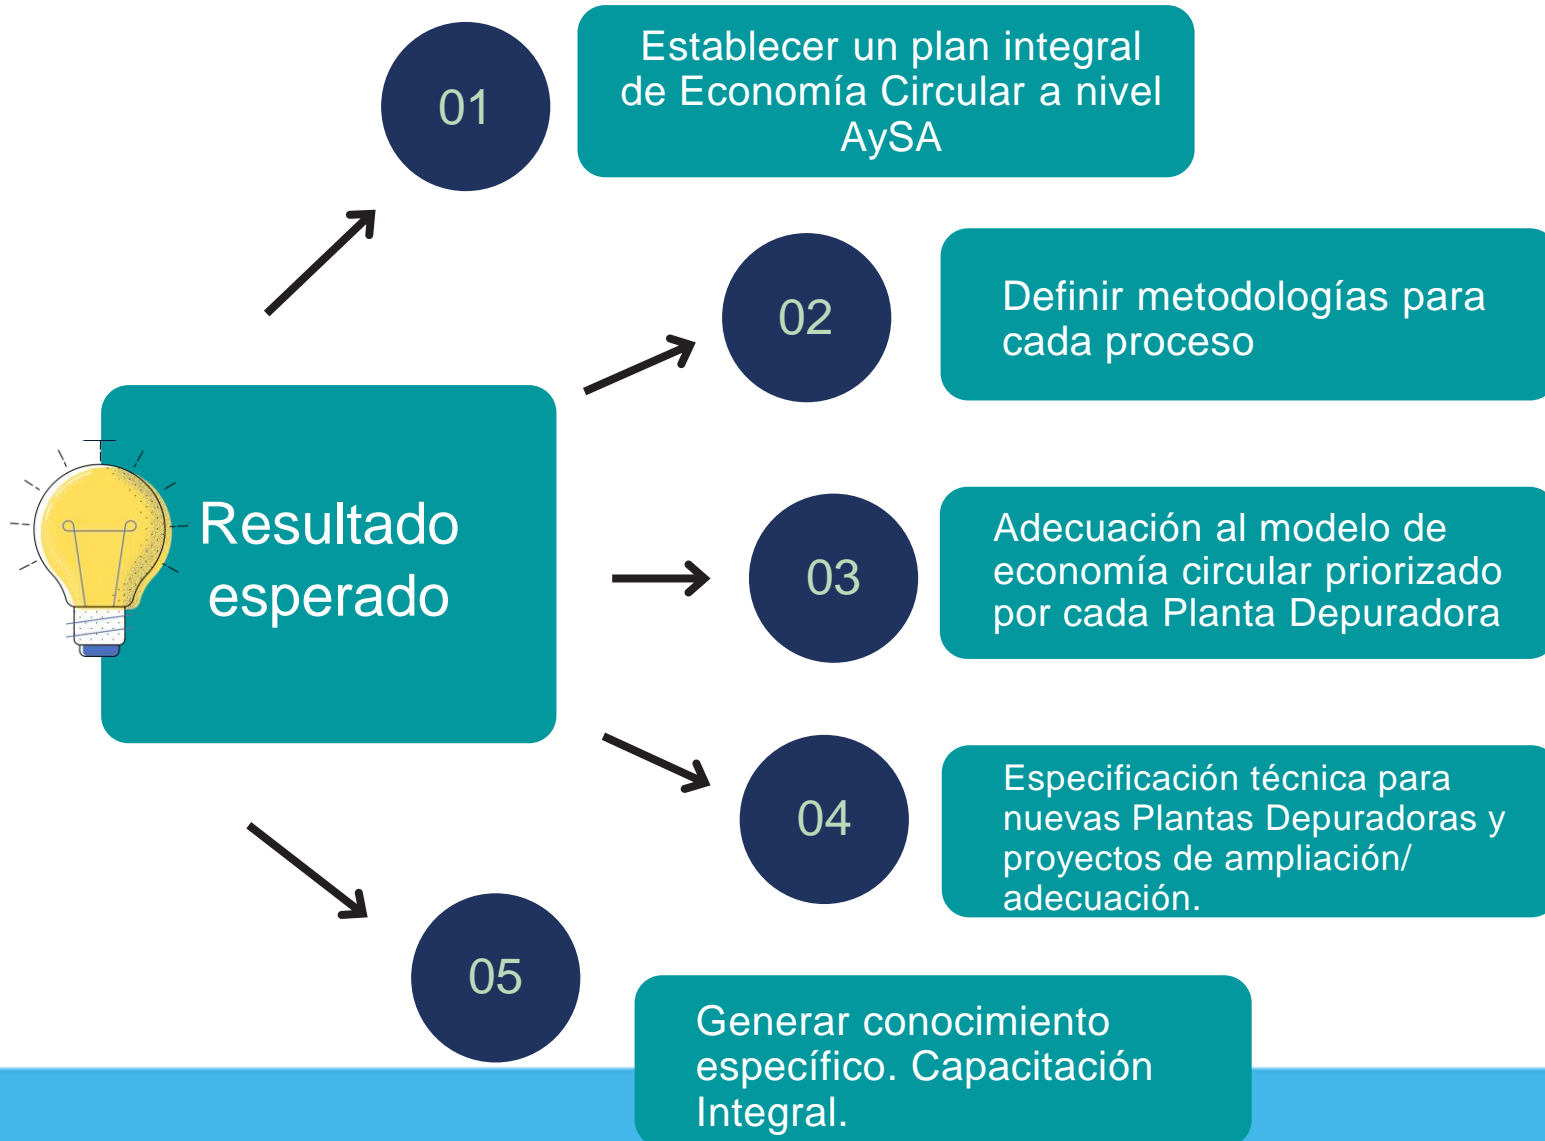 01
Establecer un plan integral
de Economía Circular a nivel
AySA
02
Definir metodologías para
cada proceso
Resultado
esperado
03
Adecuación al modelo de
economía circular priorizado
por cada Planta Depuradora
04
Especificación técnica para
nuevas Plantas Depuradoras y
proyectos de ampliación/
adecuación.
05
Generar conocimiento
específico. Capacitación
Integral.